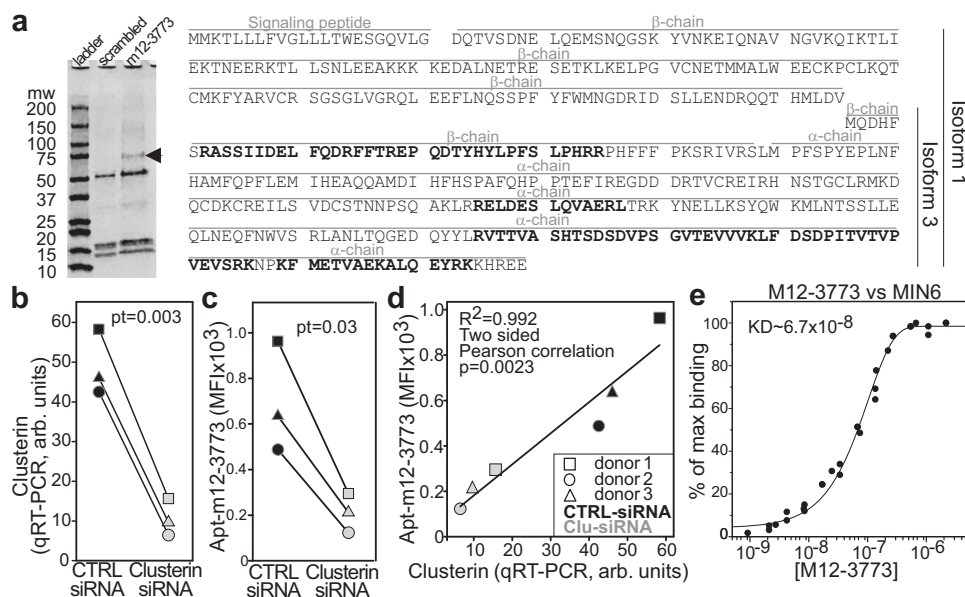 a
ladder
scrambled
m12-3773
mw
200
150
100
75
50
37
25
20
15
10
Signaling peptide
β-chain
MMKTLLLFVGLLLTWESGQVLG DQTVSDNE LQEMSNQGSK YVNKEIQNAV NGVKQIKTLI
β-chain
EKTNEERKTLL LSNLEEAKKK KEDALNETRE SETKLKELPG VCNETMMALW EECKPCLKQT
β-chain
CMKFYARVCR SGSGLVGRQL EEFLNQSSPF YFWMNGDRID SLLENDRQQT HMLDV
β-chain
MQDHF
β-chain
α-chain
SRASSIIDELF FQDRFFTREP QDTYHYLPFS LPHRRPHFFF PKSRIVRSLM PFSPYEPLNF
α-chain
HAMFQPFLEM IHEAQQAMDI HFHSPAFQHP PTEFIREGDD DRTVCREIRH NSTGCLRMKD
α-chain
QCDKCREILS VDCSTNNPSQ AKLRRELDES LQVAERLTRK YNELLKSYQW KMLNTSSLLE
α-chain
QLNEQFNWVS RLANLTQGED QYYLRVTTVA SHTSDSDVPSG VTEVVVKLF DSDPITVTVP
α-chain
VEVSRKNPKF METVAEKALQ EYRKKHREE
Isoform 3
Isoform 1
b
pt=0.003
Clusterin
(qRT-PCR, arb. units)
60
50
40
30
20
10
0
CTRL
siRNA
Clusterin
siRNA
c
pt=0.03
Apt-m12-3773 (MFIx10³)
1.0
0.8
0.6
0.4
0.2
0
CTRL
siRNA
Clusterin
siRNA
d
R²=0.992
Two sided
Pearson correlation
p=0.0023
Apt-m12-3773 (MFIx10³)
1.0
0.8
0.6
0.4
0.2
0
donor 1
donor 2
donor 3
CTRL-siRNA
Clu-siRNA
10 20 30 40 50 60
Clusterin (qRT-PCR, arb. units)
e
M12-3773 vs MIN6
KD~6.7x10⁻⁸
% of max binding
100
80
60
40
20
0
10⁻⁹ 10⁻⁸ 10⁻⁷ 10⁻⁶
[M12-3773]